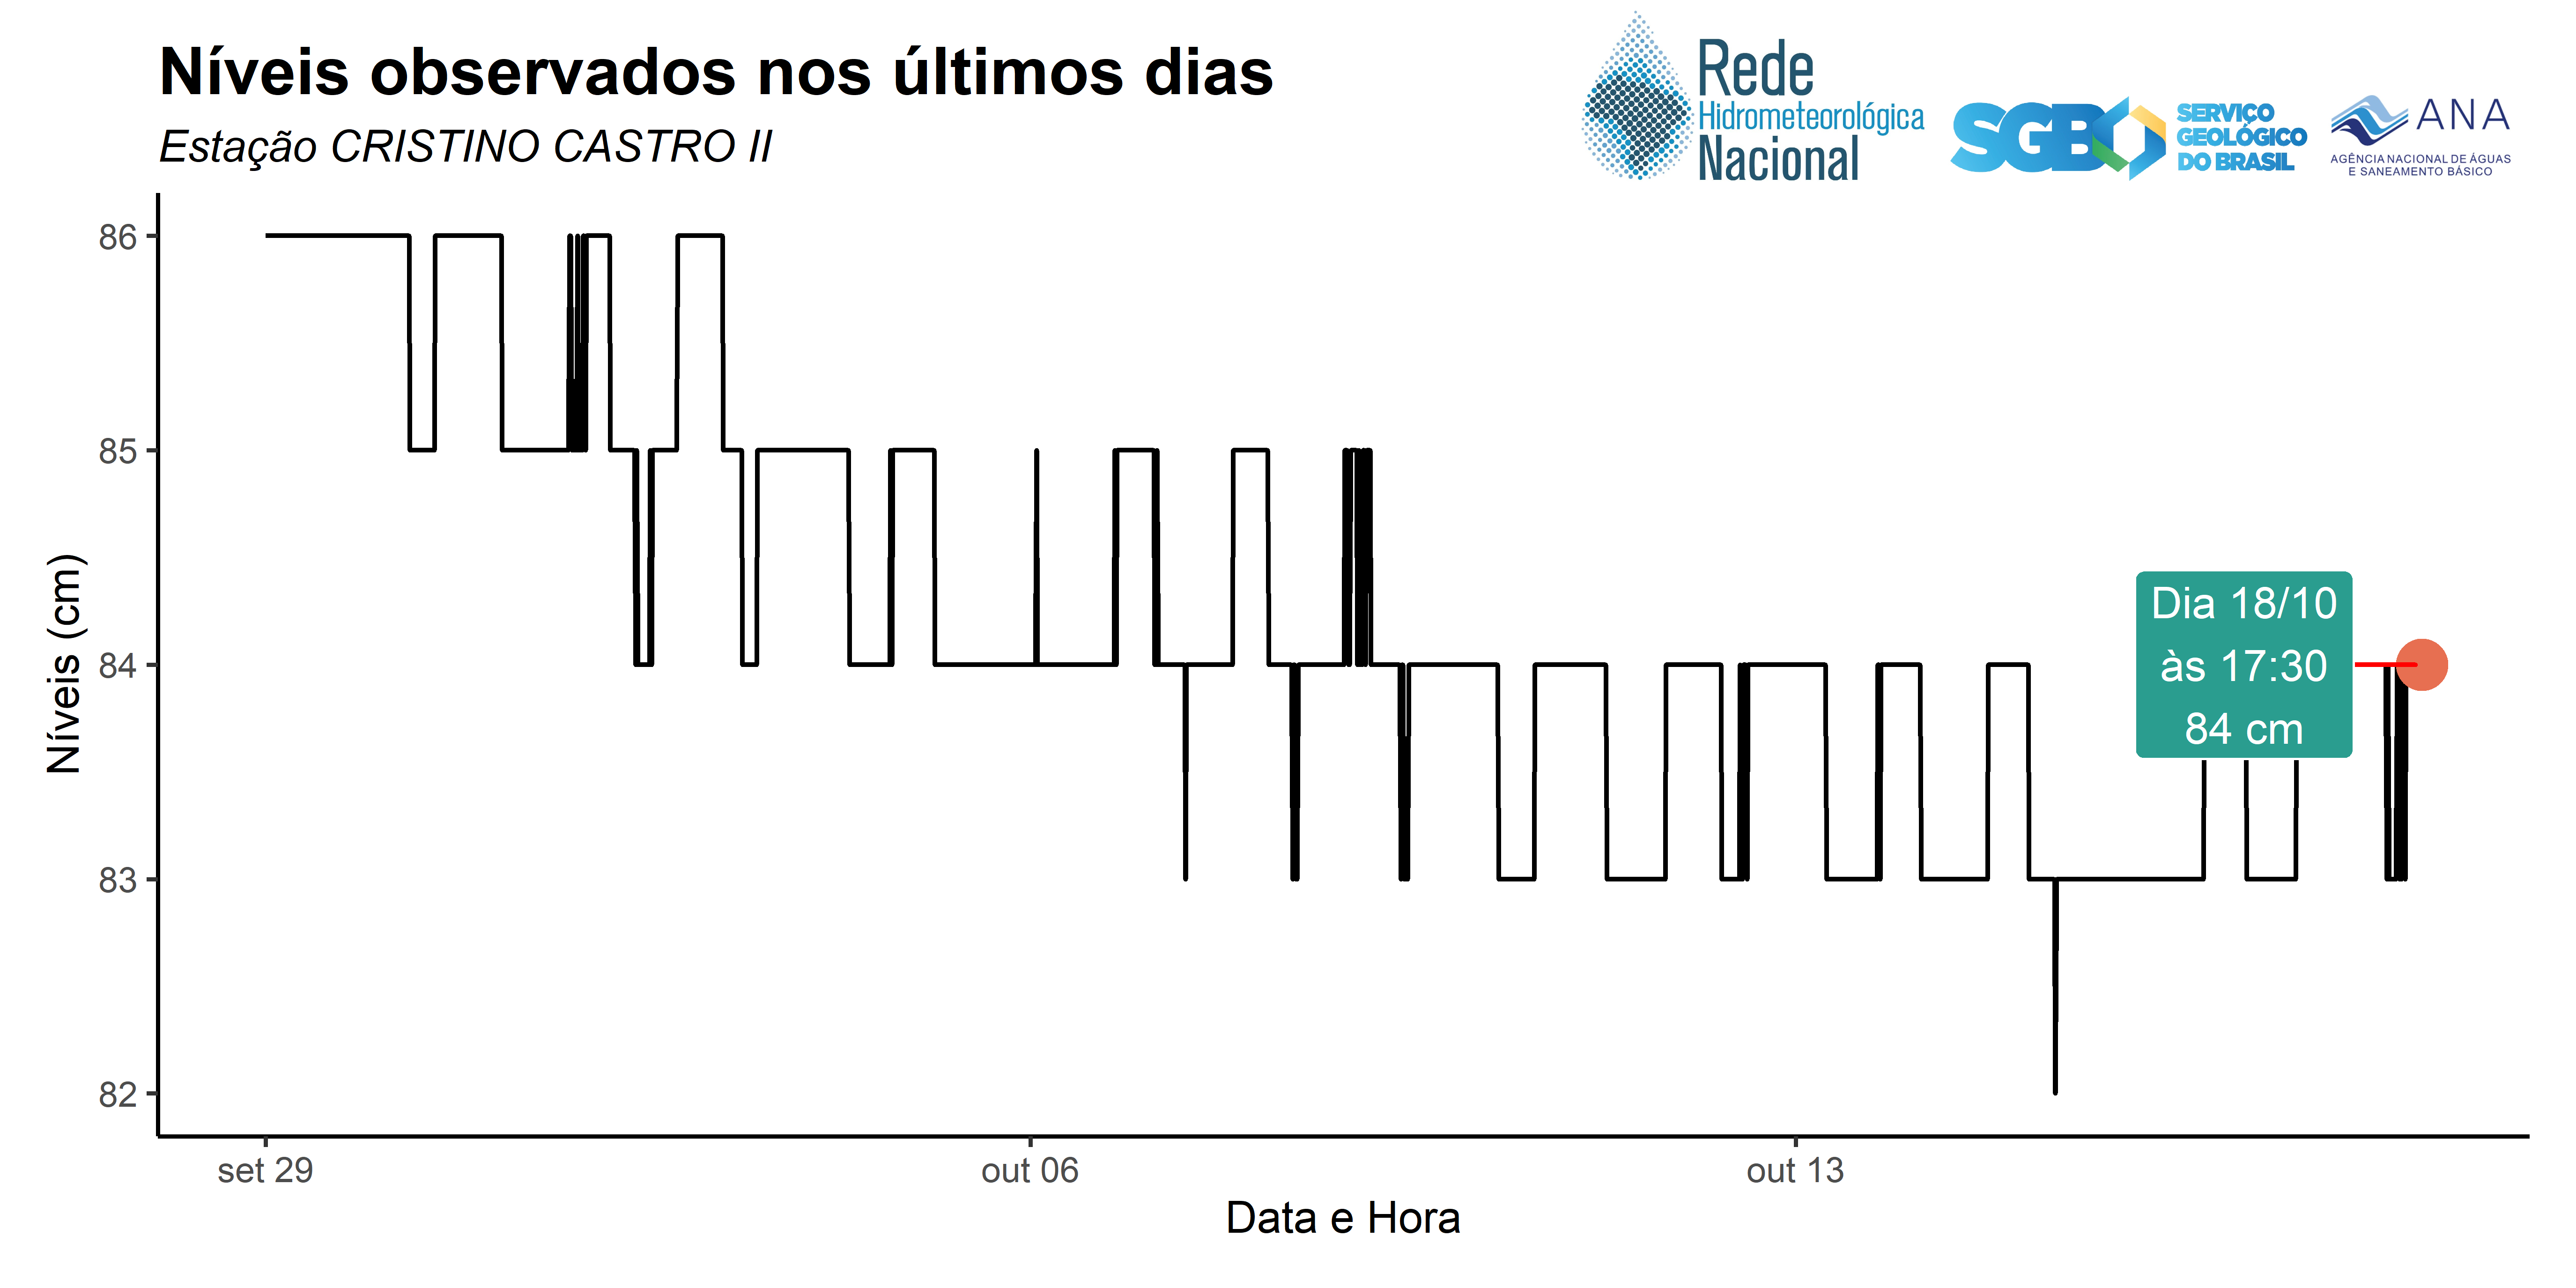 Níveis observados nos últimos dias
Estação CRISTINO CASTRO II
Rede
Hidrometeorológica
Nacional
SGB
SERVIÇO
GEOLÓGICO
DO BRASIL
ANA
AGÊNCIA NACIONAL DE ÁGUAS
E SANEAMENTO BÁSICO
Níveis (cm)
86
85
84
83
82
Dia 18/10
às 17:30
84 cm
set 29
out 06
out 13
Data e Hora